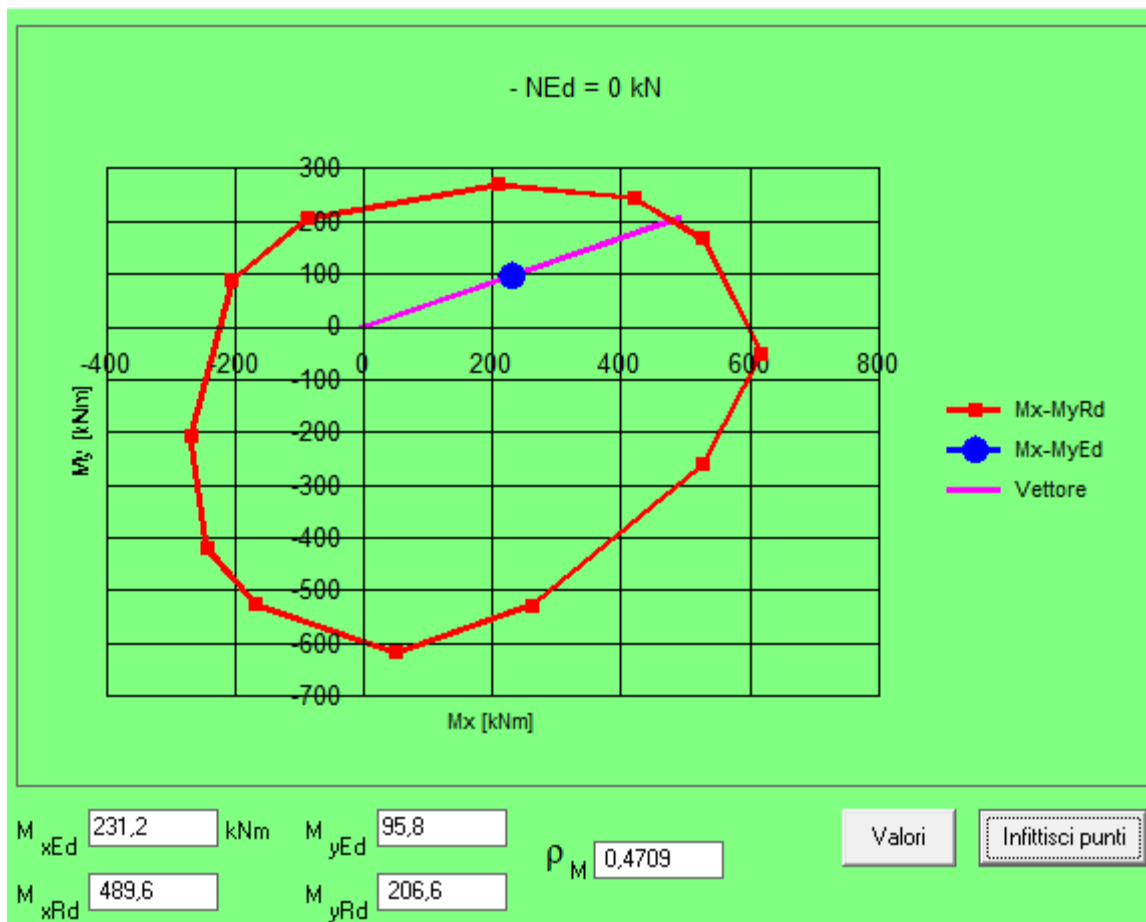 - NEd = 0 kN
300
200
100
0
-400 -200 0 200 400 600 800
-100
-200
-300
-400
-500
-600
-700
My [kNm]
Mx [kNm]
Mx-MyRd
Mx-MyEd
Vettore
M xEd 231,2 kNm M yEd 95,8
ρ M 0,4709
Valori Infittisci punti
M xRd 489,6 M yRd 206,6